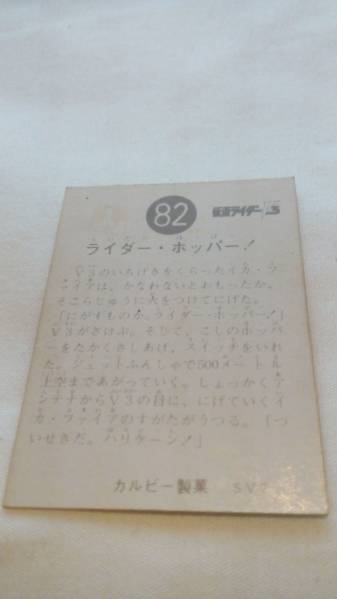 82
仮面ライダーV3
ライダー・ホッパー!
V3のいちげきをくらったイカ・フ
ァイアは、かなわないとおもったか。
そこらじゅうに火をつけてにげた。
「にがすものか、ライダー・ホッパー!」
V3がさけぶ。そして、こしのホッパ
ーをたかくさしあげ、スイッチをいれ
た。ジェットふんしゃで500メートル
上空まであがっていく。しょっかくア
ンテナからV3の目に、にげていくイ
カ・ファイアのすがたがうつる。「つ
いせきだ。ハリケーン!」
カルビー製菓 SV